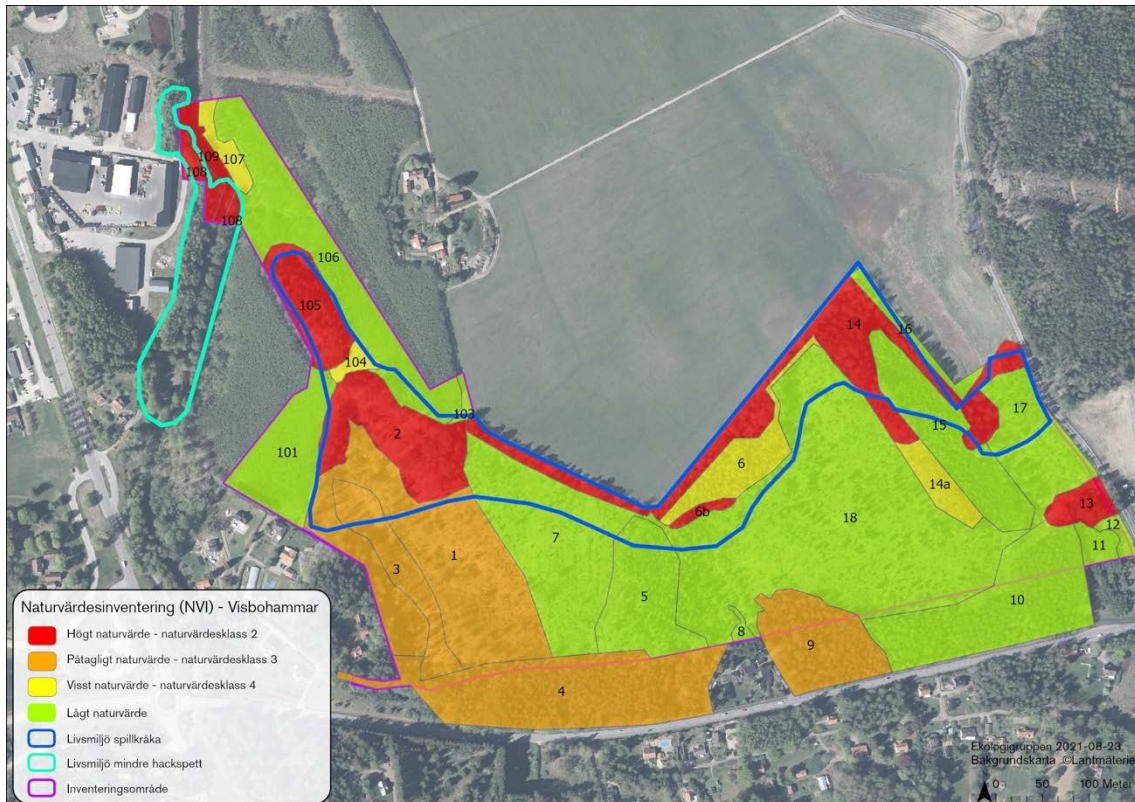 109
107
108
108
106
105
104
103
2
101
14
16
17
15
6
14a
6b
13
12
11
18
7
1
3
5
10
8
9
4
Naturvärdesinventering (NVI) - Visbohammar
Högt naturvärde - naturvärdesklass 2
Påtagligt naturvärde - naturvärdesklass 3
Visst naturvärde - naturvärdesklass 4
Lågt naturvärde
Livsmiljö spillkråka
Livsmiljö mindre hackspett
Inventeringsområde
Ekologigruppen 2021-08-23
Bakgrundskarta ©Lantmäterie
0 50 100 Meter